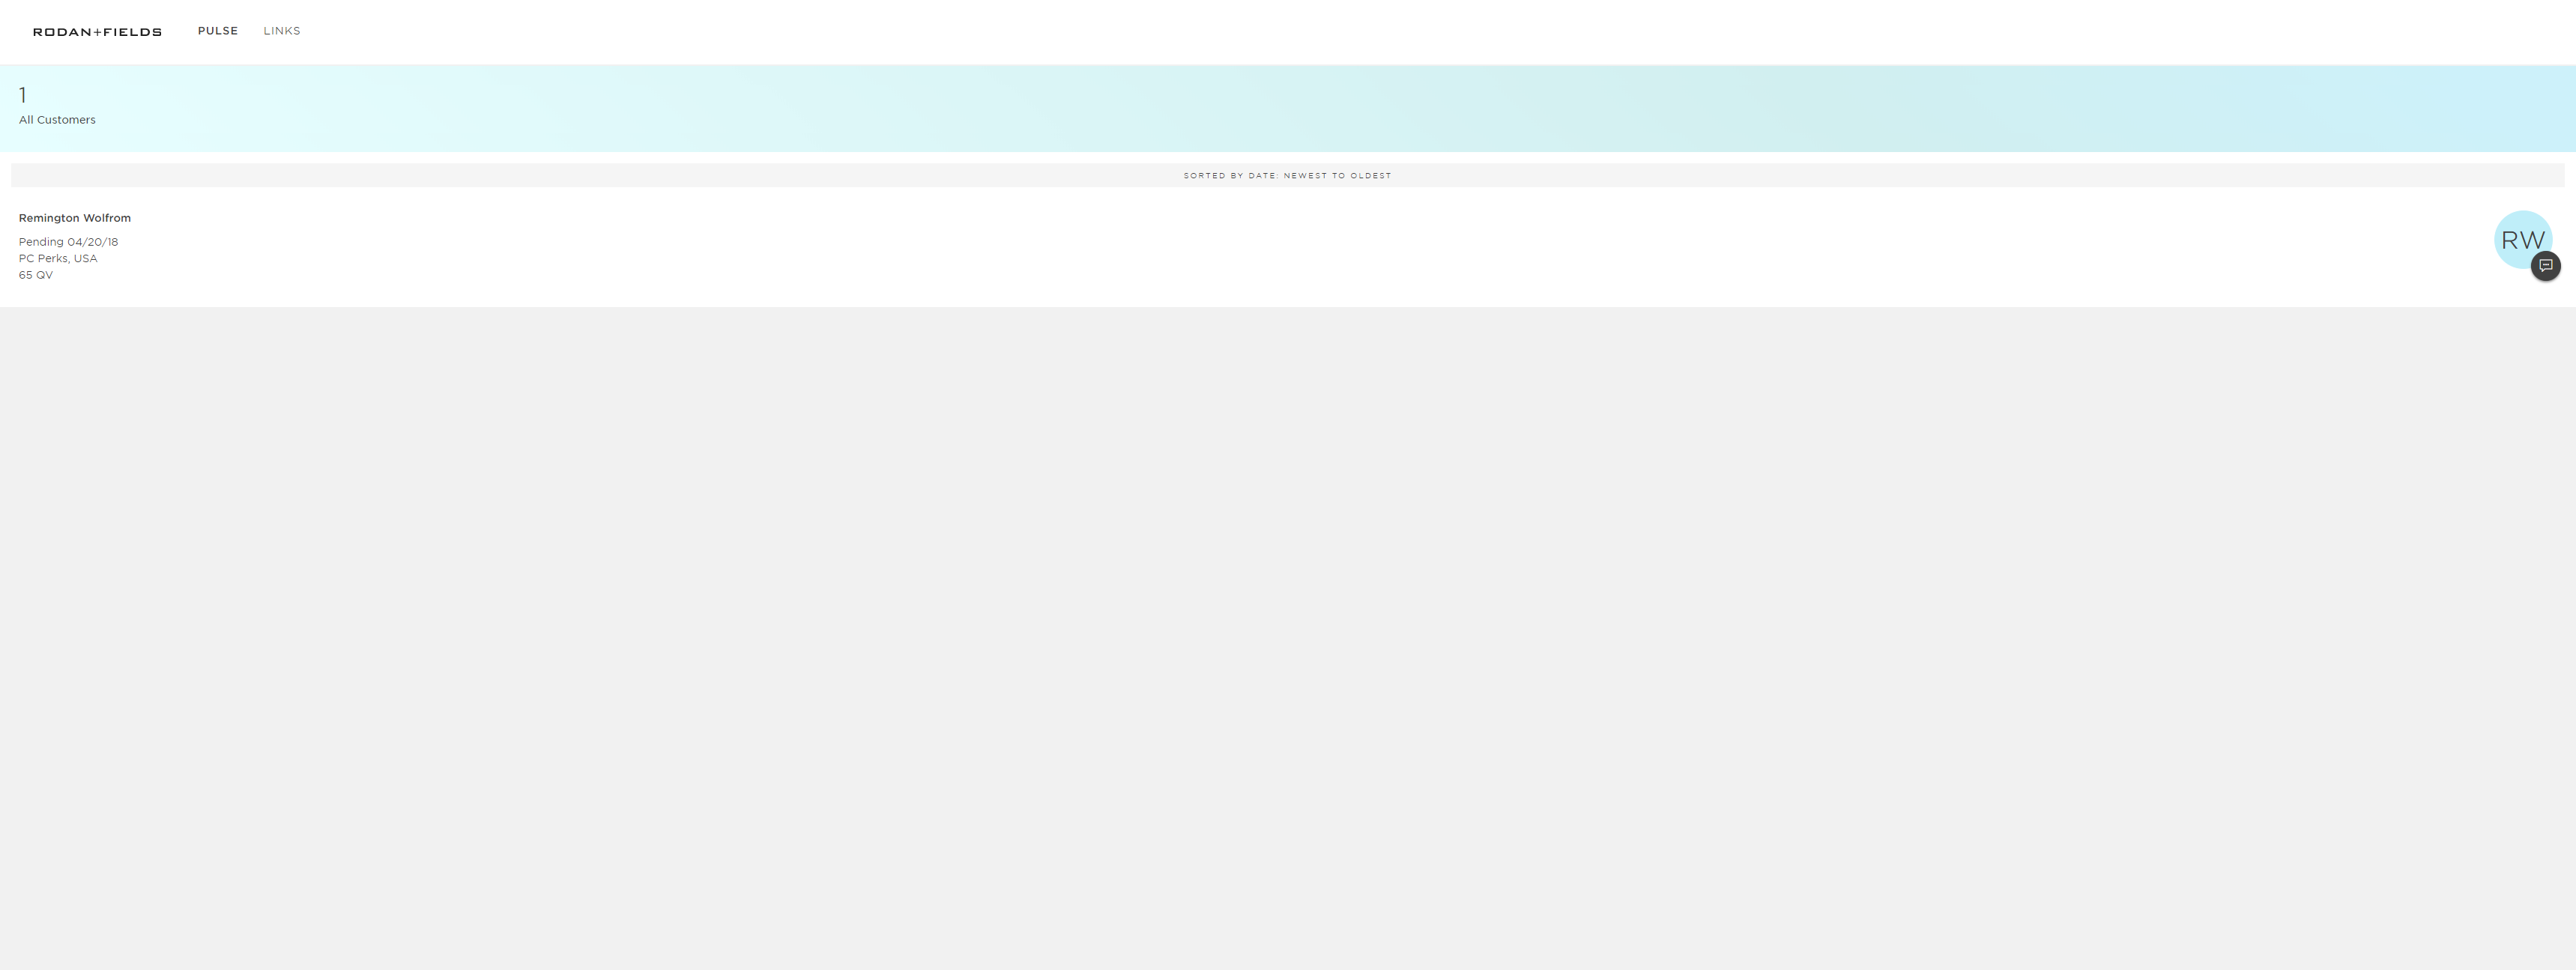 RODAN+FIELDS PULSE LINKS
1
All Customers
SORTED BY DATE: NEWEST TO OLDEST
Remington Wolfrom
Pending 04/20/18
PC Perks, USA
65 QV
RW